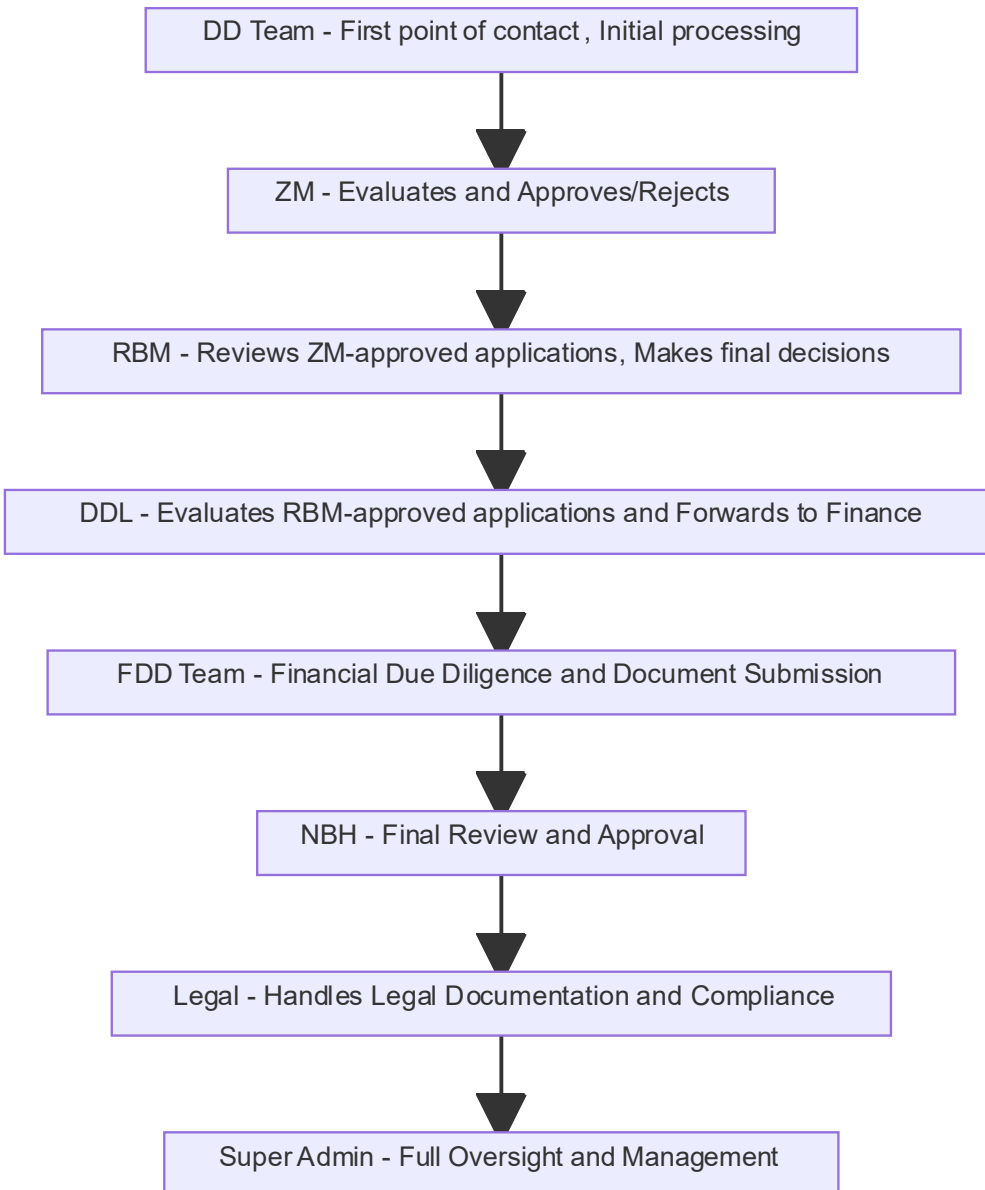 DD Team - First point of contact, Initial processing
ZM - Evaluates and Approves/Rejects
RBM - Reviews ZM-approved applications, Makes final decisions
DDL - Evaluates RBM-approved applications and Forwards to Finance
FDD Team - Financial Due Diligence and Document Submission
NBH - Final Review and Approval
Legal - Handles Legal Documentation and Compliance
Super Admin - Full Oversight and Management